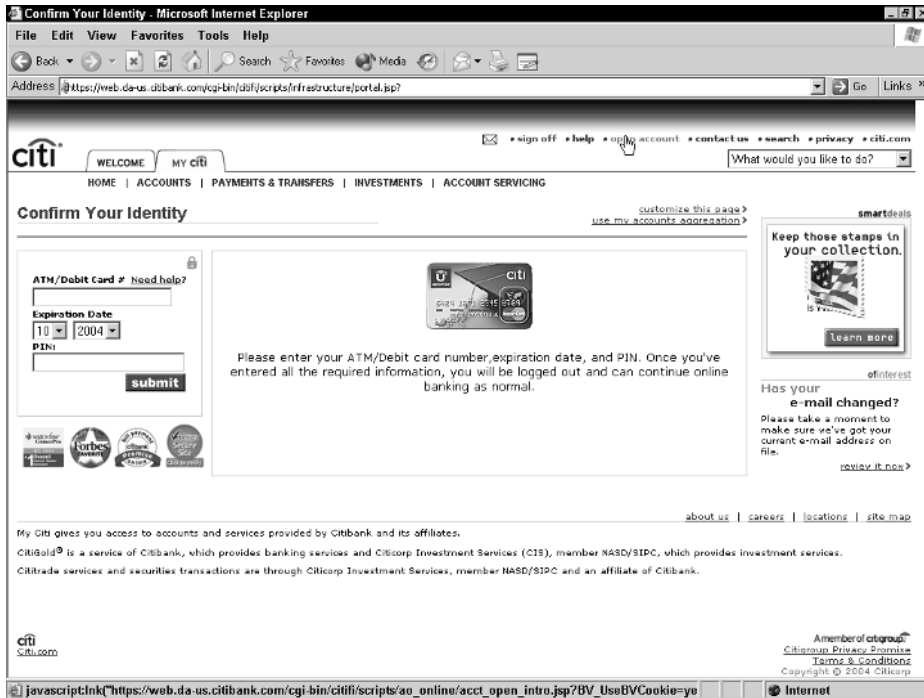 Confirm Your Identity - Microsoft Internet Explorer
File Edit View Favorites Tools Help
Back Search Favorites Media
Address https://web.da-us.citibank.com/cgi-bin/citifi/scripts/infrastructure/portal.jsp? Go Links »
• sign off • help • open account • contact us • search • privacy • citi.com
citi
WELCOME MY citi
What would you like to do?
HOME | ACCOUNTS | PAYMENTS & TRANSFERS | INVESTMENTS | ACCOUNT SERVICING
Confirm Your Identity
customize this page >
use my accounts aggregation >
smartdeals
Keep those stamps in your collection.
learn more
ATM/Debit Card # Need help?
Expiration Date
10 2004
PIN:
submit
citi
Please enter your ATM/Debit card number,expiration date, and PIN. Once you've
entered all the required information, you will be logged out and can continue online
banking as normal.
ofinterest
Has your
e-mail changed?
Please take a moment to
make sure we've got your
current e-mail address on
file.
review it now >
Forbes
FAVORITE
about us | careers | locations | site map
My Citi gives you access to accounts and services provided by Citibank and its affiliates.
CitiGold® is a service of Citibank, which provides banking services and Citicorp Investment Services (CIS), member NASD/SIPC, which provides investment services.
Cititrade services and securities transactions are through Citicorp Investment Services, member NASD/SIPC and an affiliate of Citibank.
citi
Citi.com
A member of citigroup
Citigroup Privacy Promise
Terms & Conditions
Copyright © 2004 Citicorp
javascript:lnk("https://web.da-us.citibank.com/cgi-bin/citifi/scripts/ao_online/acct_open_intro.jsp?BV_UseBVCookie=ye Internet